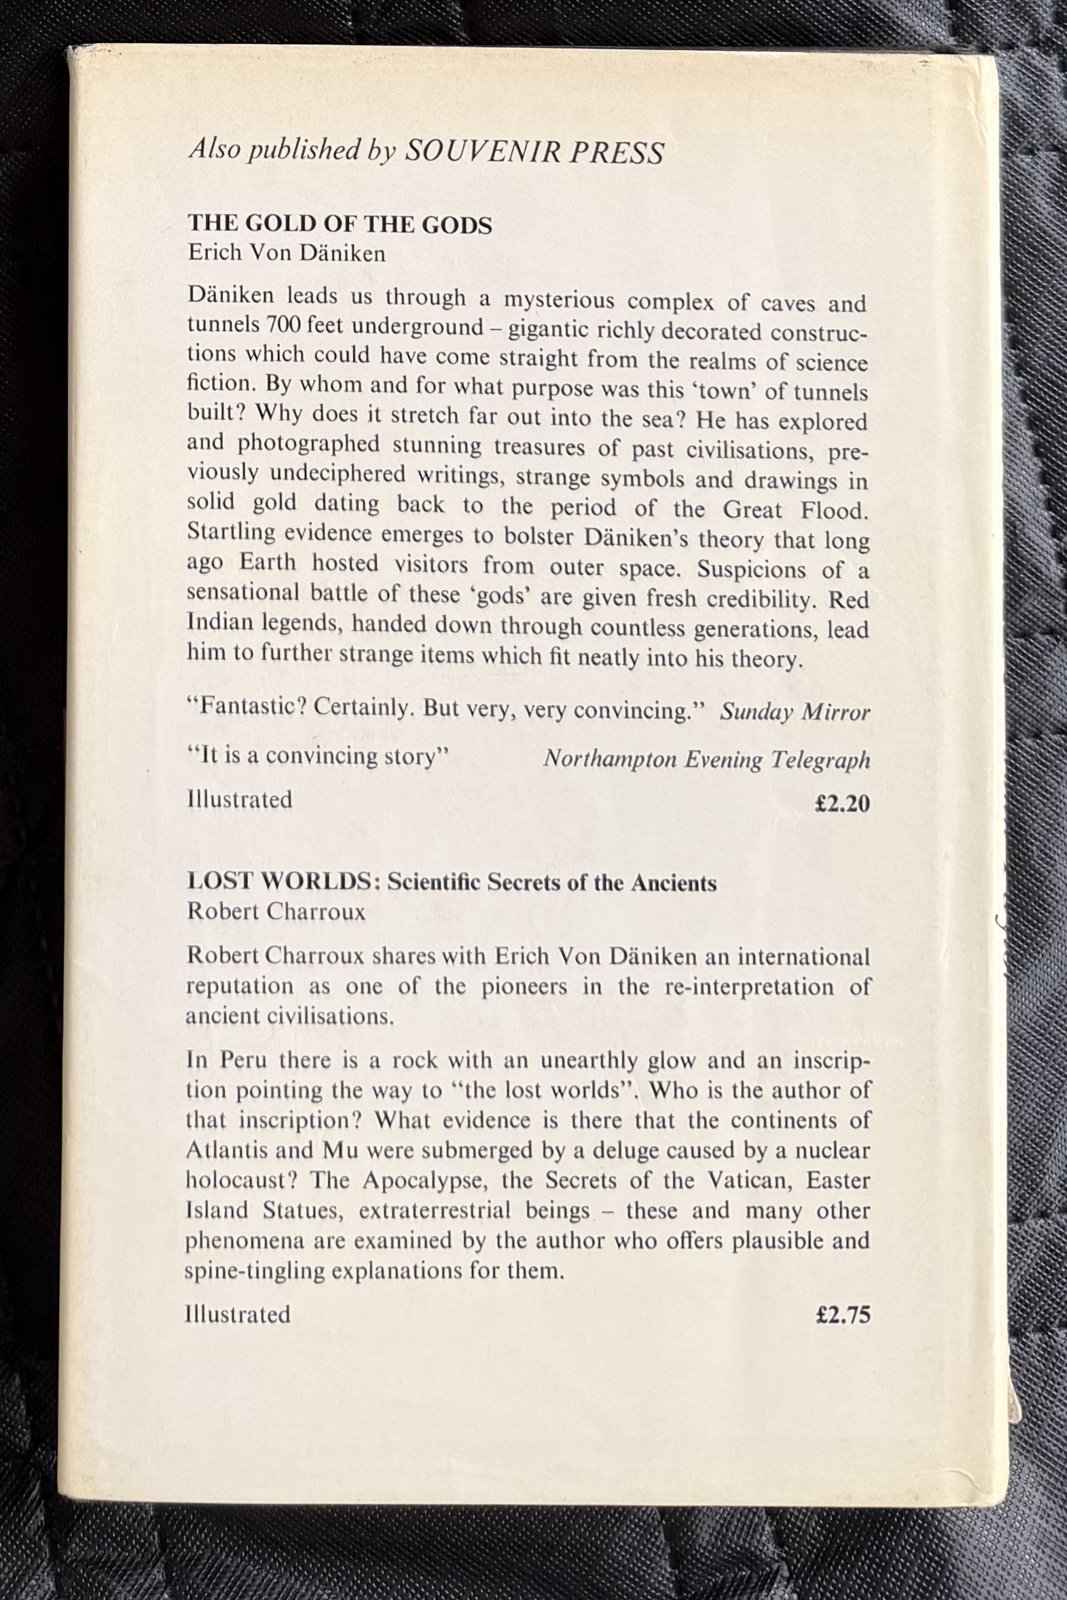 Also published by SOUVENIR PRESS
THE GOLD OF THE GODS
Erich Von Däniken
Däniken leads us through a mysterious complex of caves and
tunnels 700 feet underground – gigantic richly decorated construc-
tions which could have come straight from the realms of science
fiction. By whom and for what purpose was this ‘town’ of tunnels
built? Why does it stretch far out into the sea? He has explored
and photographed stunning treasures of past civilisations, pre-
viously undeciphered writings, strange symbols and drawings in
solid gold dating back to the period of the Great Flood.
Startling evidence emerges to bolster Däniken’s theory that long
ago Earth hosted visitors from outer space. Suspicions of a
sensational battle of these ‘gods’ are given fresh credibility. Red
Indian legends, handed down through countless generations, lead
him to further strange items which fit neatly into his theory.
“Fantastic? Certainly. But very, very convincing.” Sunday Mirror
“It is a convincing story” Northampton Evening Telegraph
Illustrated £2.20
LOST WORLDS: Scientific Secrets of the Ancients
Robert Charroux
Robert Charroux shares with Erich Von Däniken an international
reputation as one of the pioneers in the re-interpretation of
ancient civilisations.
In Peru there is a rock with an unearthly glow and an inscrip-
tion pointing the way to “the lost worlds”. Who is the author of
that inscription? What evidence is there that the continents of
Atlantis and Mu were submerged by a deluge caused by a nuclear
holocaust? The Apocalypse, the Secrets of the Vatican, Easter
Island Statues, extraterrestrial beings – these and many other
phenomena are examined by the author who offers plausible and
spine-tingling explanations for them.
Illustrated £2.75